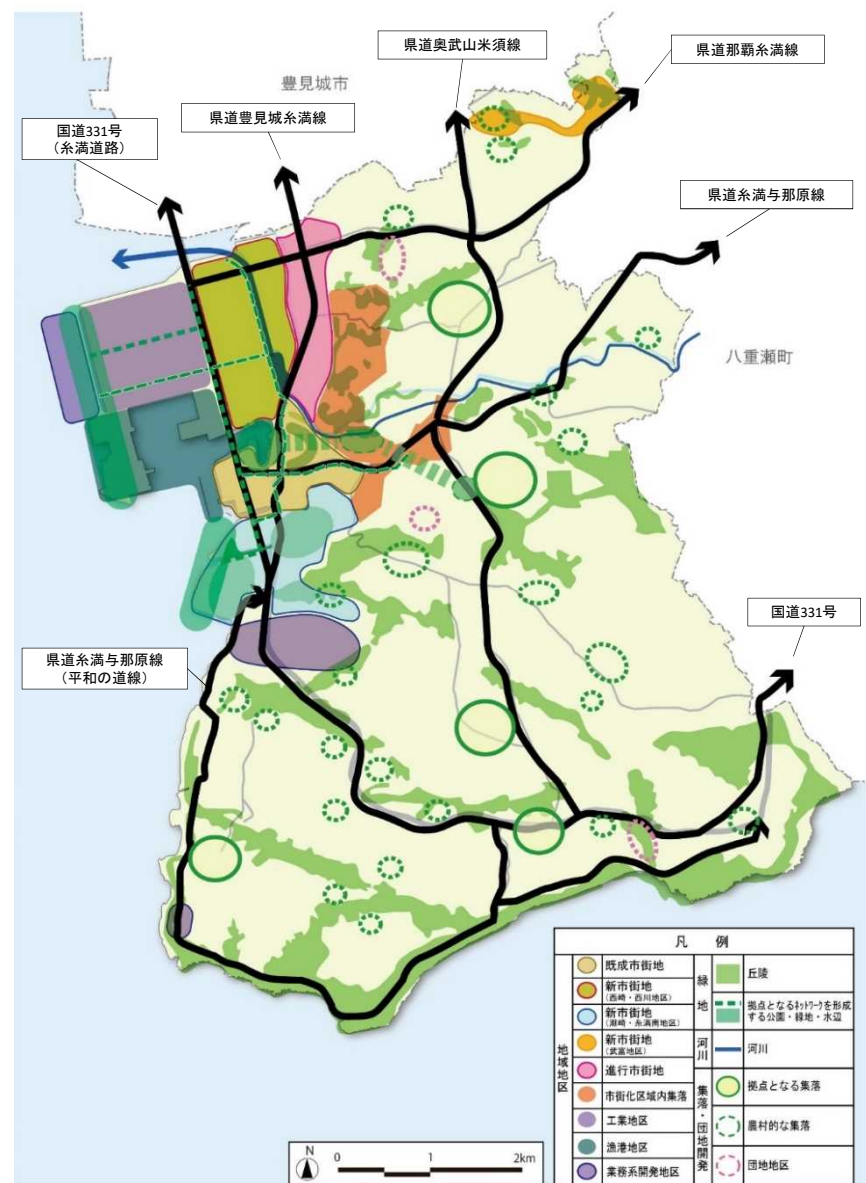 県道奥武山米須線
県道那覇糸満線
豊見城市
県道豊見城糸満線
国道331号
(糸満道路)
県道糸満与那原線
八重瀬町
国道331号
県道糸満与那原線
(平和の道線)
凡 例
地域地区
既成市街地
新市街地
(西崎・西川地区)
新市街地
(潮崎・糸満南地区)
新市街地
(武富地区)
進行市街地
市街化区域内集落
工業地区
漁港地区
業務系開発地区
緑地
丘陵
拠点となるネットワークを形成
する公園・緑地・水辺
河川
河川
集落・団地開発
拠点となる集落
農村的な集落
団地地区
N
0 1 2km